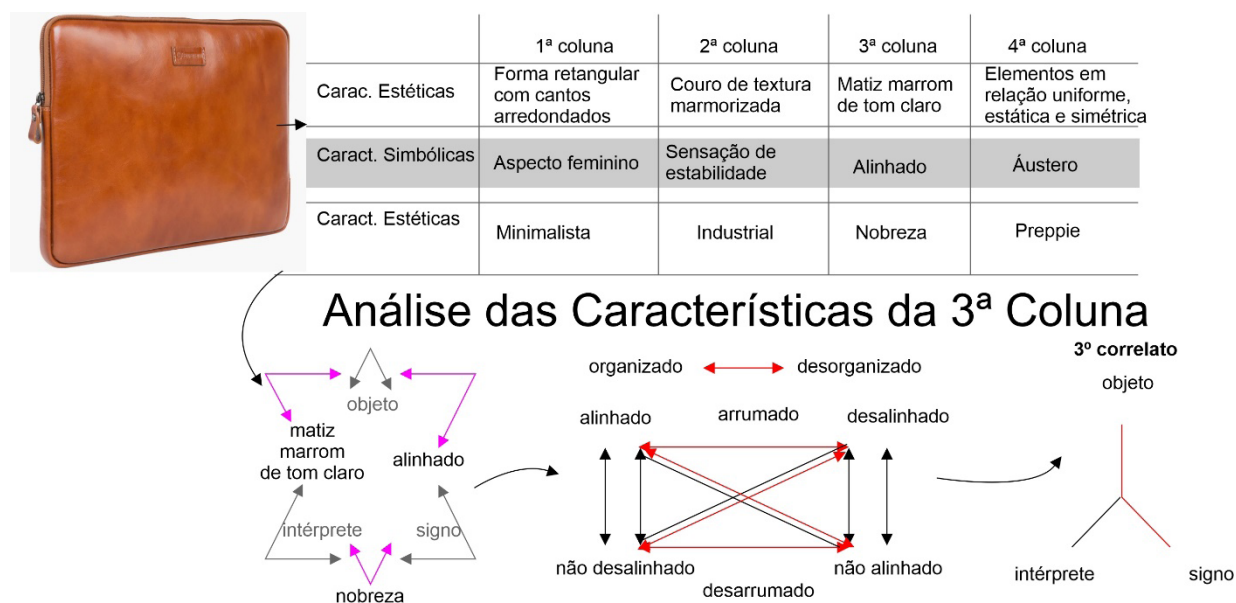 1ª coluna
2ª coluna
3ª coluna
4ª coluna
Carac. Estéticas
Forma retangular
com cantos
arredondados
Couro de textura
marmorizada
Matiz marrom
de tom claro
Elementos em
relação uniforme,
estática e simétrica
Caract. Simbólicas
Aspecto feminino
Sensação de
estabilidade
Alinhado
Áustero
Caract. Estéticas
Minimalista
Industrial
Nobreza
Preppie
Análise das Características da 3ª Coluna
objeto
matiz
marrom
de tom claro
alinhado
intérprete
signo
nobreza
organizado
desorganizado
alinhado
arrumado
desalinhado
não desalinhado
não alinhado
desarrumado
3º correlato
objeto
intérprete
signo